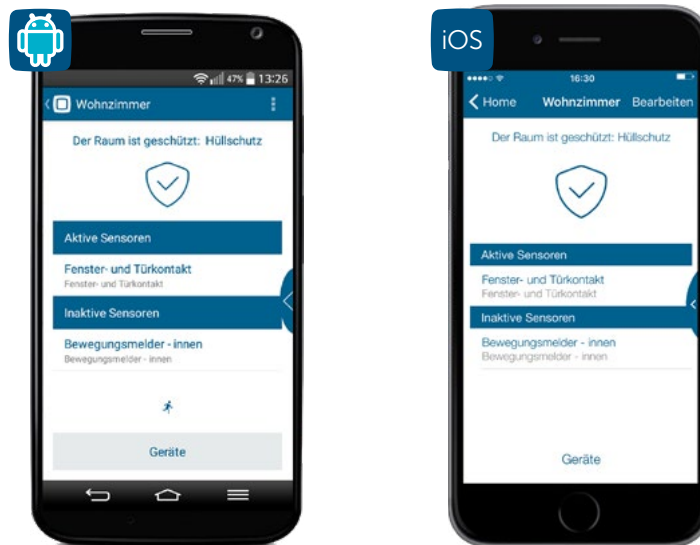 47% 13:26
Wohnzimmer
Der Raum ist geschützt: Hüllschutz
Aktive Sensoren
Fenster- und Türkontakt
Fenster- und Türkontakt
Inaktive Sensoren
Bewegungsmelder - innen
Bewegungsmelder - innen
Geräte
iOS
16:30
Home Wohnzimmer Bearbeiten
Der Raum ist geschützt: Hüllschutz
Aktive Sensoren
Fenster- und Türkontakt
Fenster- und Türkontakt
Inaktive Sensoren
Bewegungsmelder - innen
Bewegungsmelder - innen
Geräte